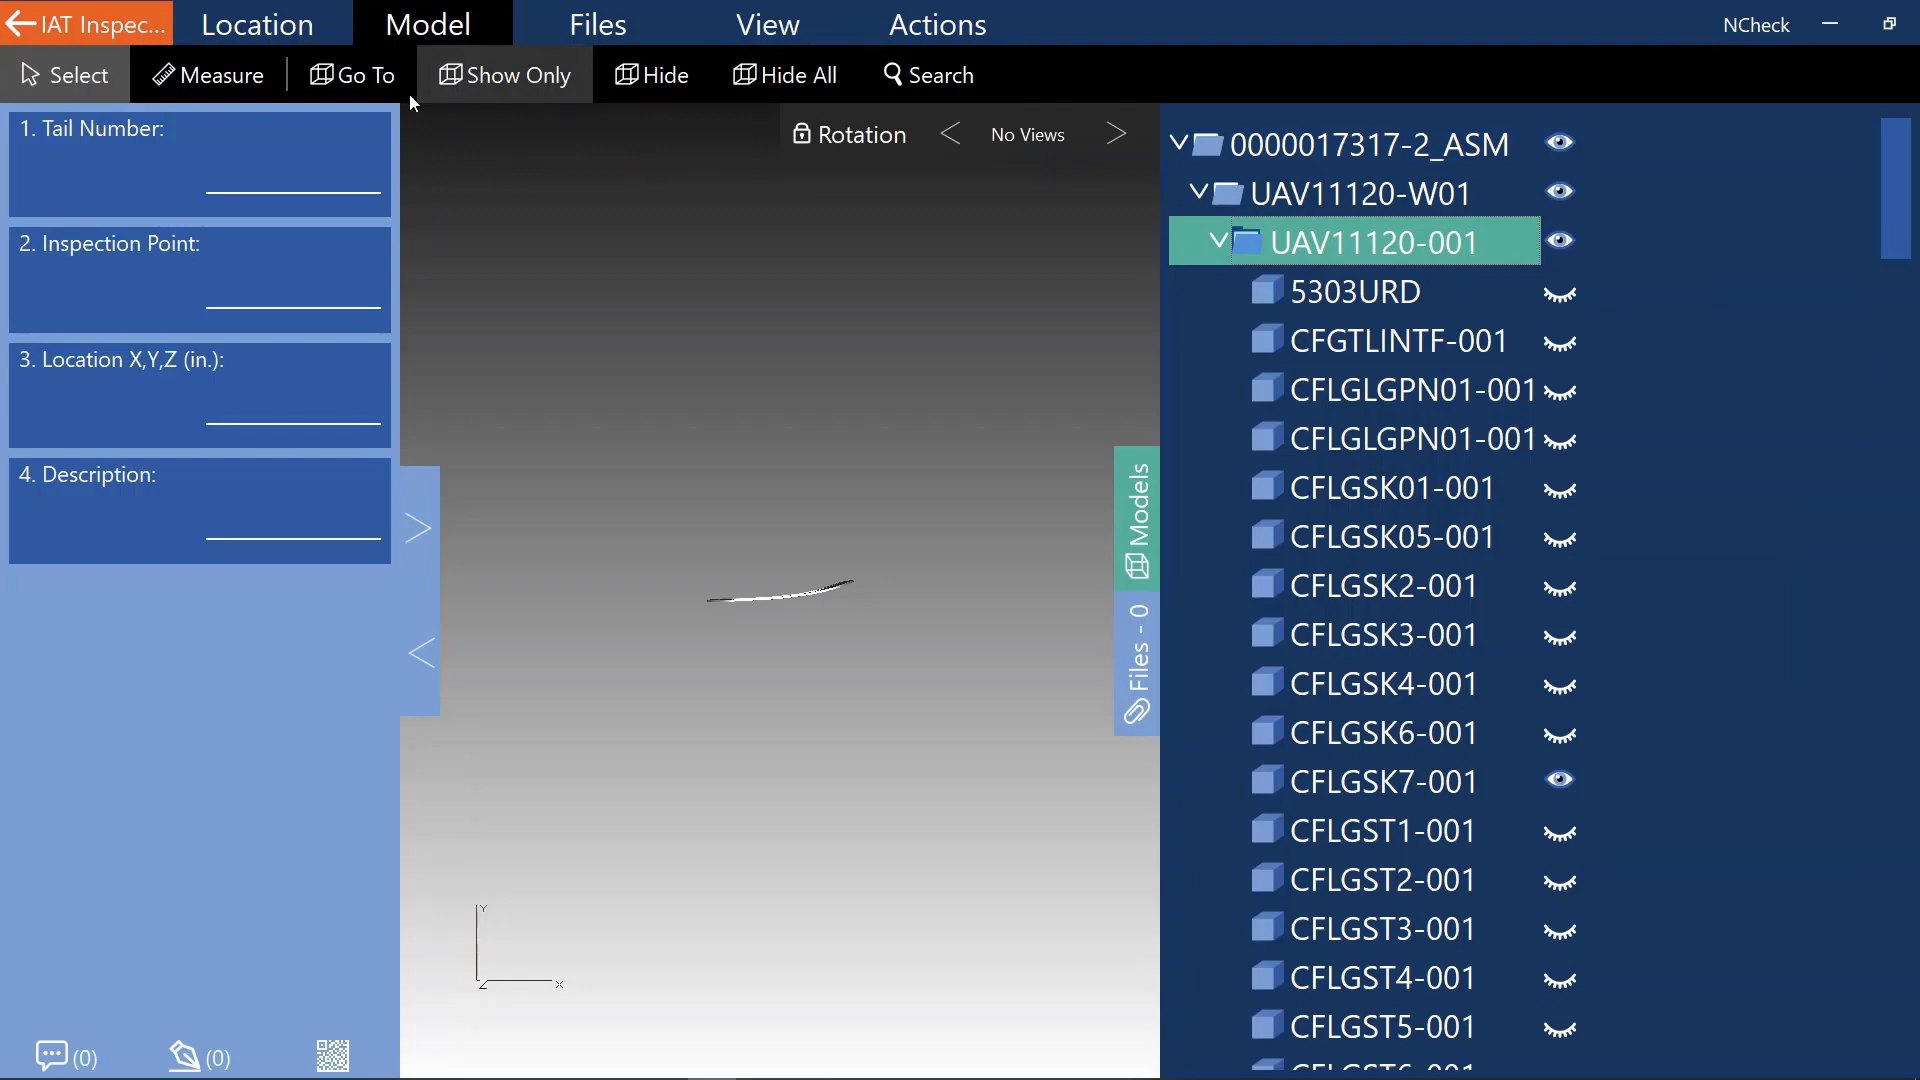 IAT Inspec...
Location
Model
Files
View
Actions
NCheck
Select
Measure
Go To
Show Only
Hide
Hide All
Search
1. Tail Number:
2. Inspection Point:
3. Location X,Y,Z (in.):
4. Description:
(0)
(0)
Rotation
No Views
Y
Z
X
Models
Files - 0
0000017317-2_ASM
UAV11120-W01
UAV11120-001
5303URD
CFGTLINTF-001
CFLGLGPN01-001
CFLGLGPN01-001
CFLGSK01-001
CFLGSK05-001
CFLGSK2-001
CFLGSK3-001
CFLGSK4-001
CFLGSK6-001
CFLGSK7-001
CFLGST1-001
CFLGST2-001
CFLGST3-001
CFLGST4-001
CFLGST5-001